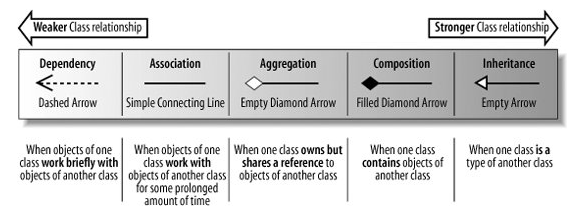 Weaker Class relationship
Stronger Class relationship
Dependency
Association
Aggregation
Composition
Inheritance
Dashed Arrow
Simple Connecting Line
Empty Diamond Arrow
Filled Diamond Arrow
Empty Arrow
When objects of one
class work briefly with
objects of another class
When objects of one
class work with
objects of another class
for some prolonged
amount of time
When one class owns but
shares a reference to
objects of another class
When one class
contains objects of
another class
When one class is a
type of another class